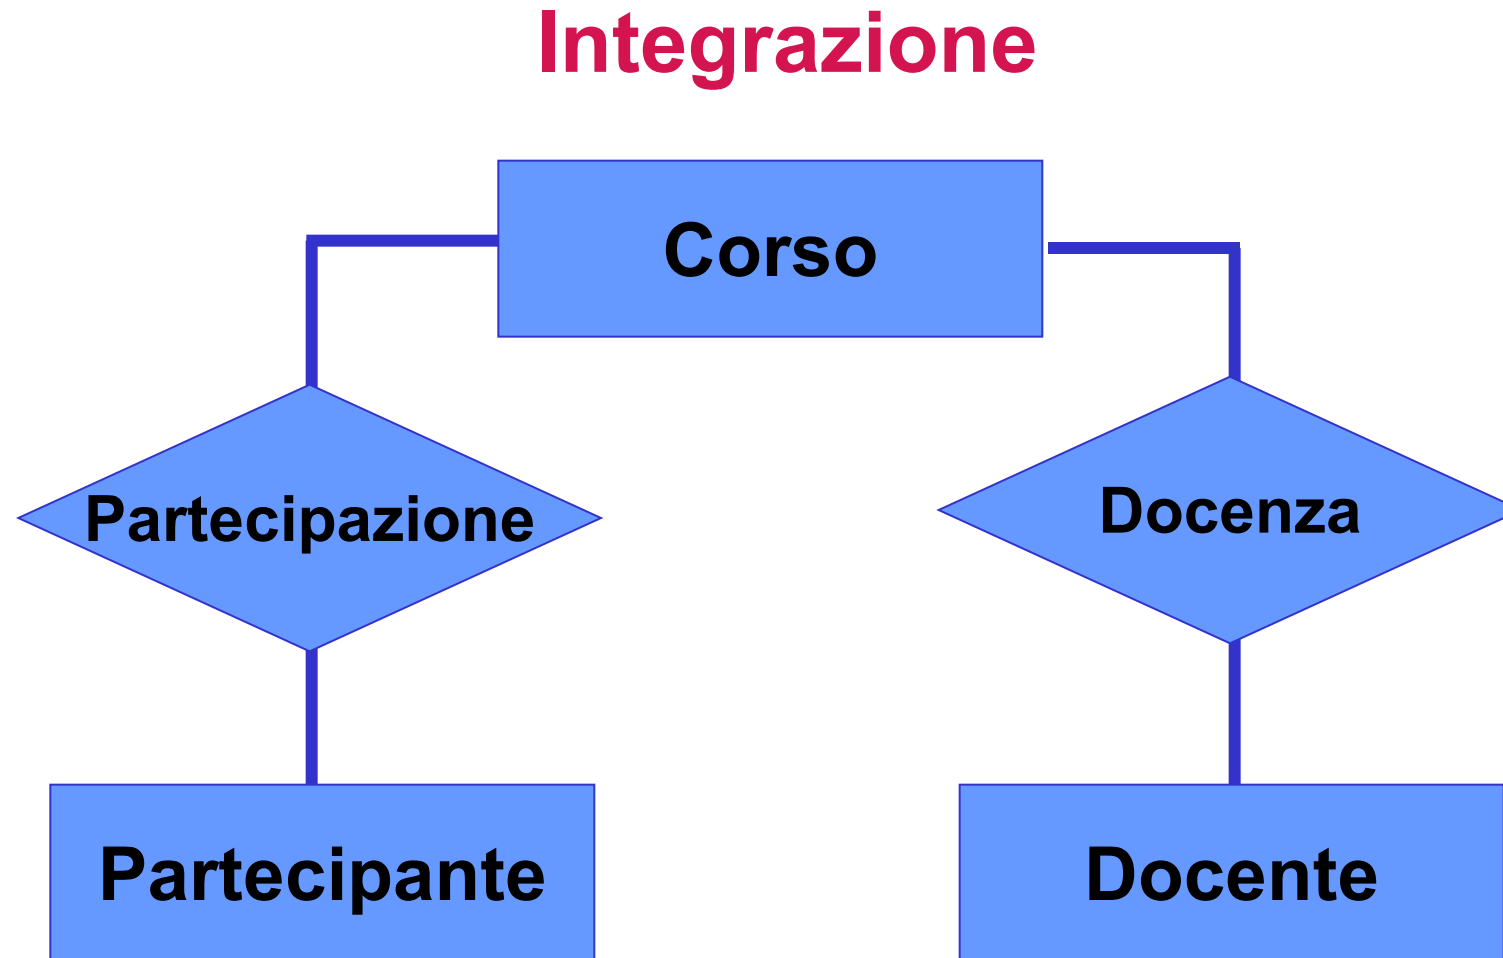 Integrazione
Corso
Partecipazione
Docenza
Partecipante
Docente